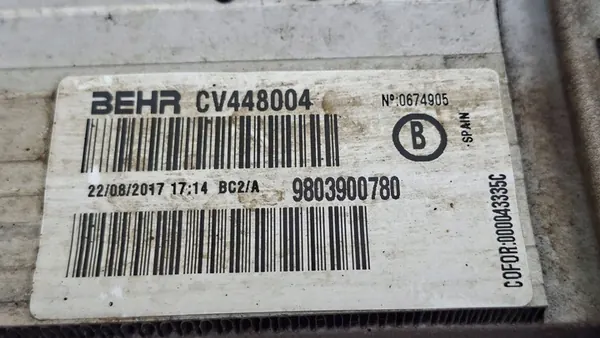 BEHR CV448004 Nº:0674905
B SPAIN
22/08/2017 17:14 BC2/A 9803900780
COFOR:000043335C